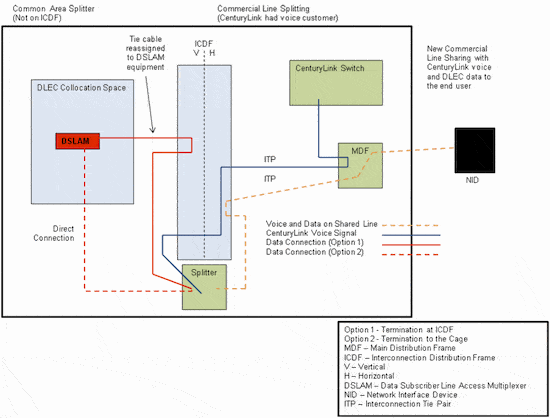 Common Area Splitter
(Not on ICDF)
Commercial Line Splitting
(CenturyLink had voice customer)
Tie cable
reassigned
to DSLAM
equipment
ICDF
V H
CenturyLink Switch
New Commercial
Line Sharing with
CenturyLink voice
and DLEC data to
the end user
DLEC Collocation Space
DSLAM
MDF
ITP
ITP
NID
Direct
Connection
Splitter
Voice and Data on Shared Line
CenturyLink Voice Signal
Data Connection (Option 1)
Data Connection (Option 2)
Option 1 - Termination at ICDF
Option 2 - Termination to the Cage
MDF – Main Distribution Frame
ICDF – Interconnection Distribution Frame
V – Vertical
H – Horizontal
DSLAM – Data Subscriber Line Access Multiplexer
NID – Network Interface Device
ITP – Interconnection Tie Pair